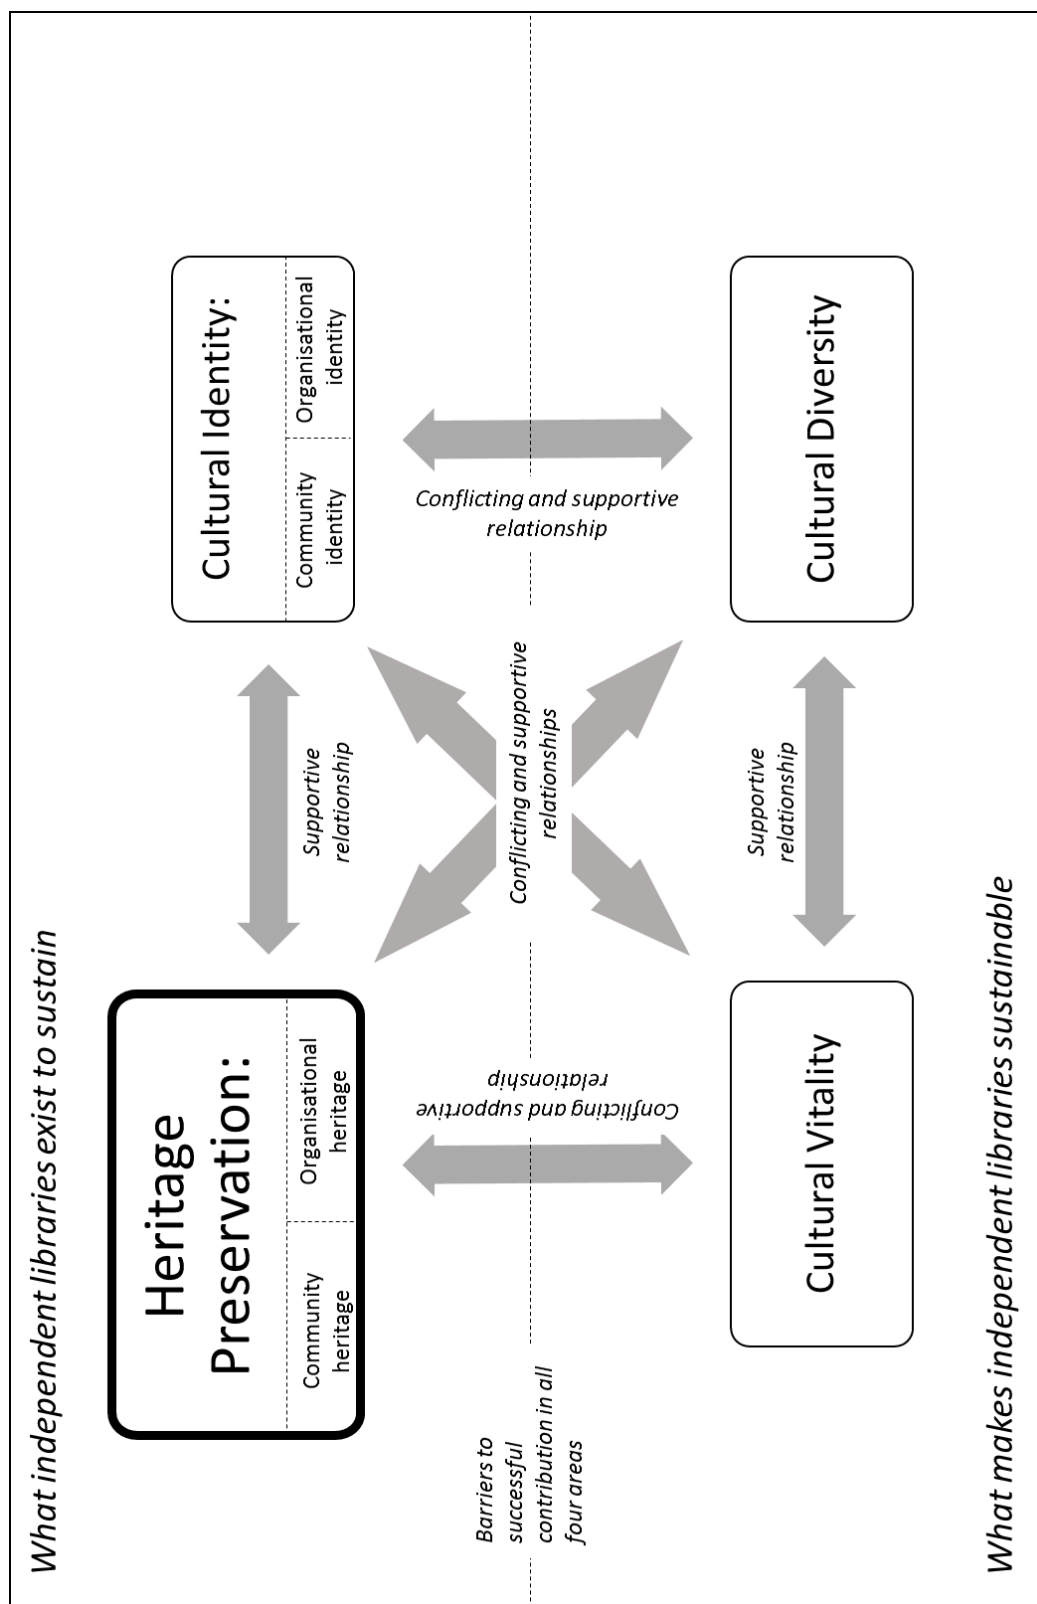 What independent libraries exist to sustain
Heritage
Preservation:
Community
heritage
Organisational
heritage
Supportive
relationship
Cultural Identity:
Community
identity
Organisational
identity
Barriers to
successful
contribution in all
four areas
Conflicting and supportive
relationship
Conflicting and supportive
relationships
Conflicting and supportive
relationship
Cultural Vitality
Supportive
relationship
Cultural Diversity
What makes independent libraries sustainable